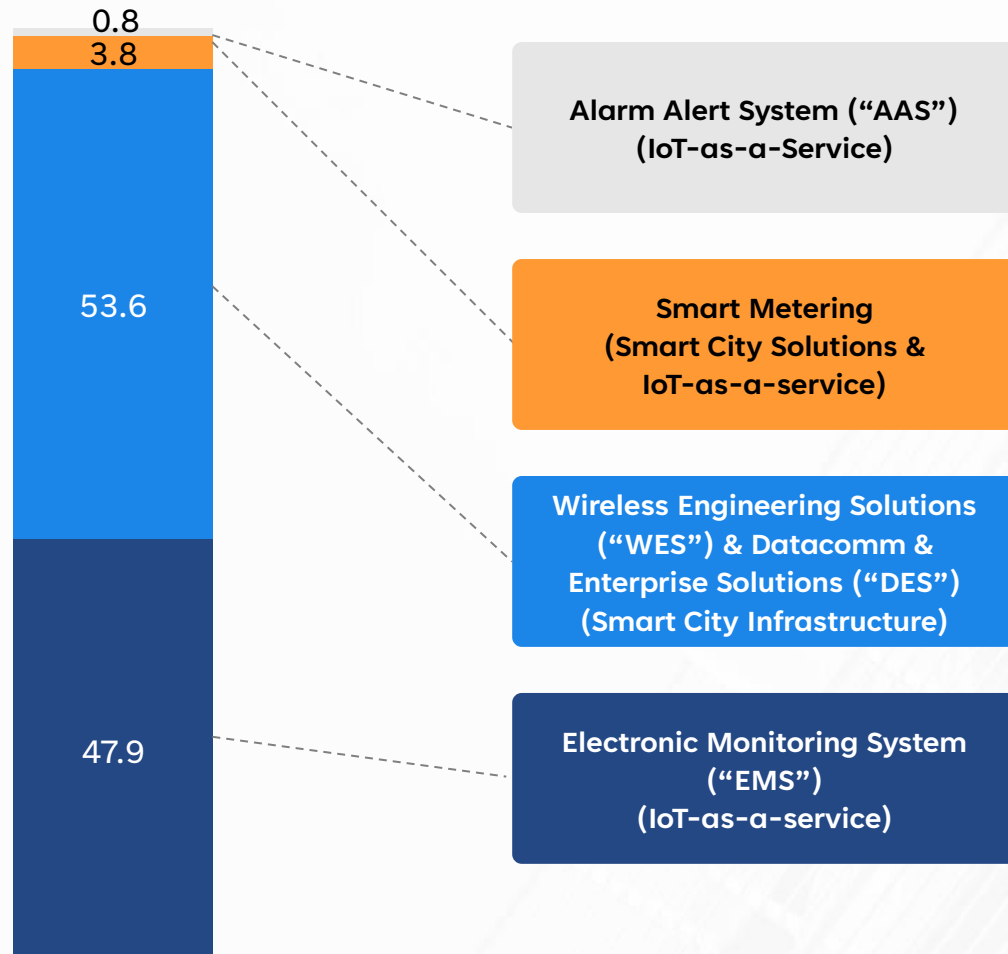 0.8
3.8
53.6
47.9
Alarm Alert System (“AAS”)
(IoT-as-a-Service)
Smart Metering
(Smart City Solutions &
IoT-as-a-service)
Wireless Engineering Solutions
(“WES”) & Datacomm &
Enterprise Solutions (“DES”)
(Smart City Infrastructure)
Electronic Monitoring System
(“EMS”)
(IoT-as-a-service)